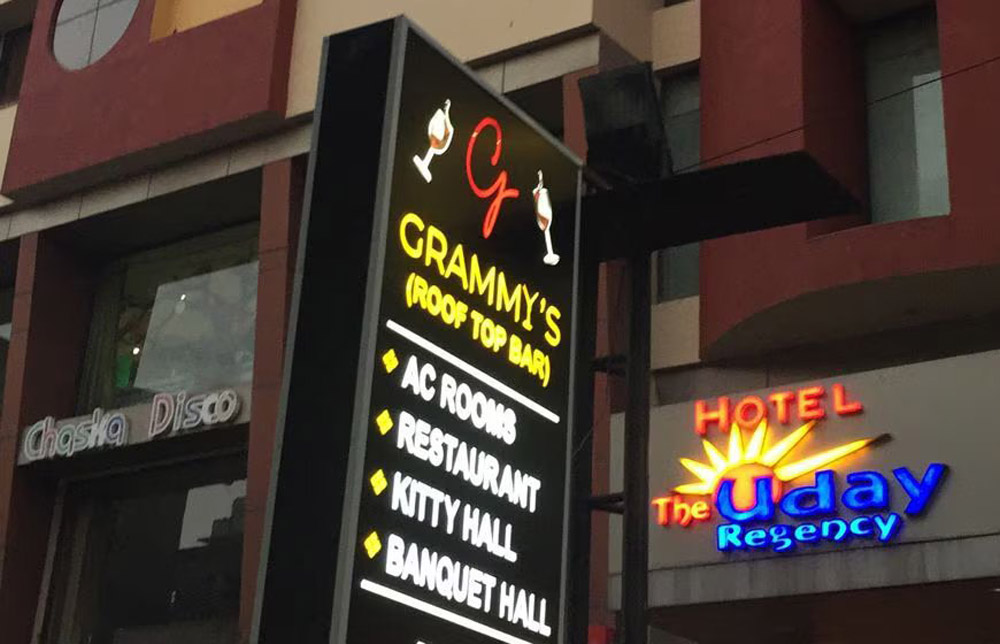 G
GRAMMY'S
(ROOF TOP BAR)
AC ROOMS
RESTAURANT
KITTY HALL
BANQUET HALL
Chaska Disco
HOTEL
The Uday
Regency